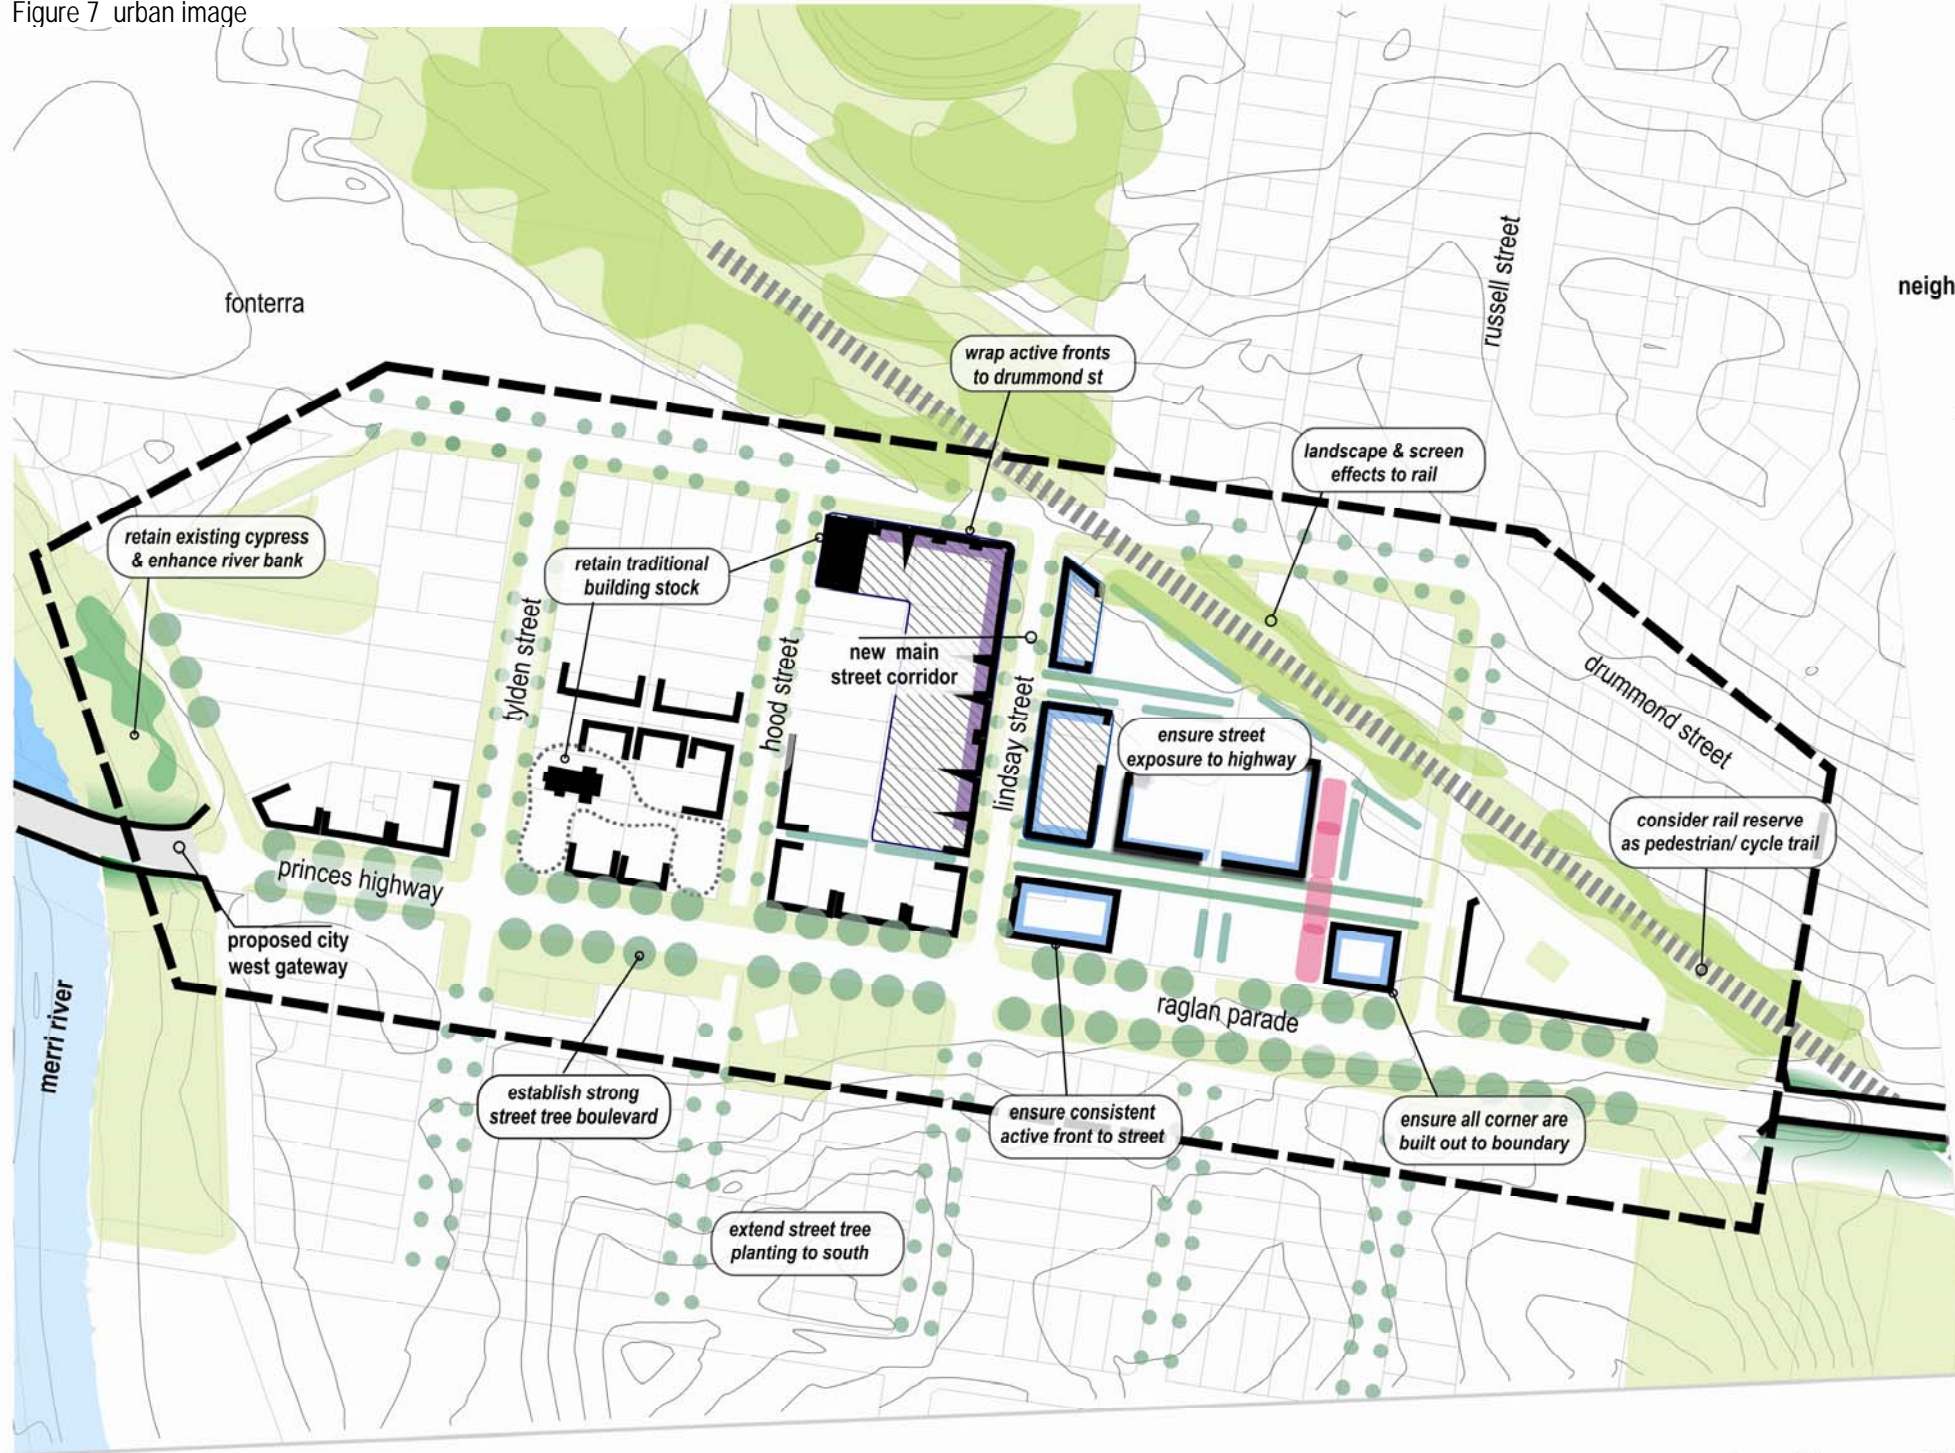 Figure 7 urban image
russell street
neigh
fonterra
wrap active fronts
to drummond st
landscape & screen
effects to rail
retain existing cypress
& enhance river bank
retain traditional
building stock
tylden street
hood street
new main
street corridor
lindsay street
drummond street
ensure street
exposure to highway
consider rail reserve
as pedestrian/ cycle trail
princes highway
proposed city
west gateway
merri river
raglan parade
establish strong
street tree boulevard
ensure consistent
active front to street
ensure all corner are
built out to boundary
extend street tree
planting to south